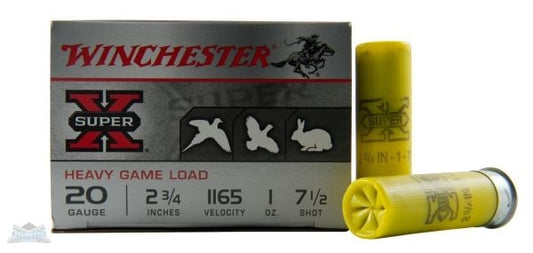 WINCHESTER
SUPER
X
SUPER
HEAVY GAME LOAD
20 2 3/4 1165 1 7 1/2
GAUGE INCHES VELOCITY OZ. SHOT